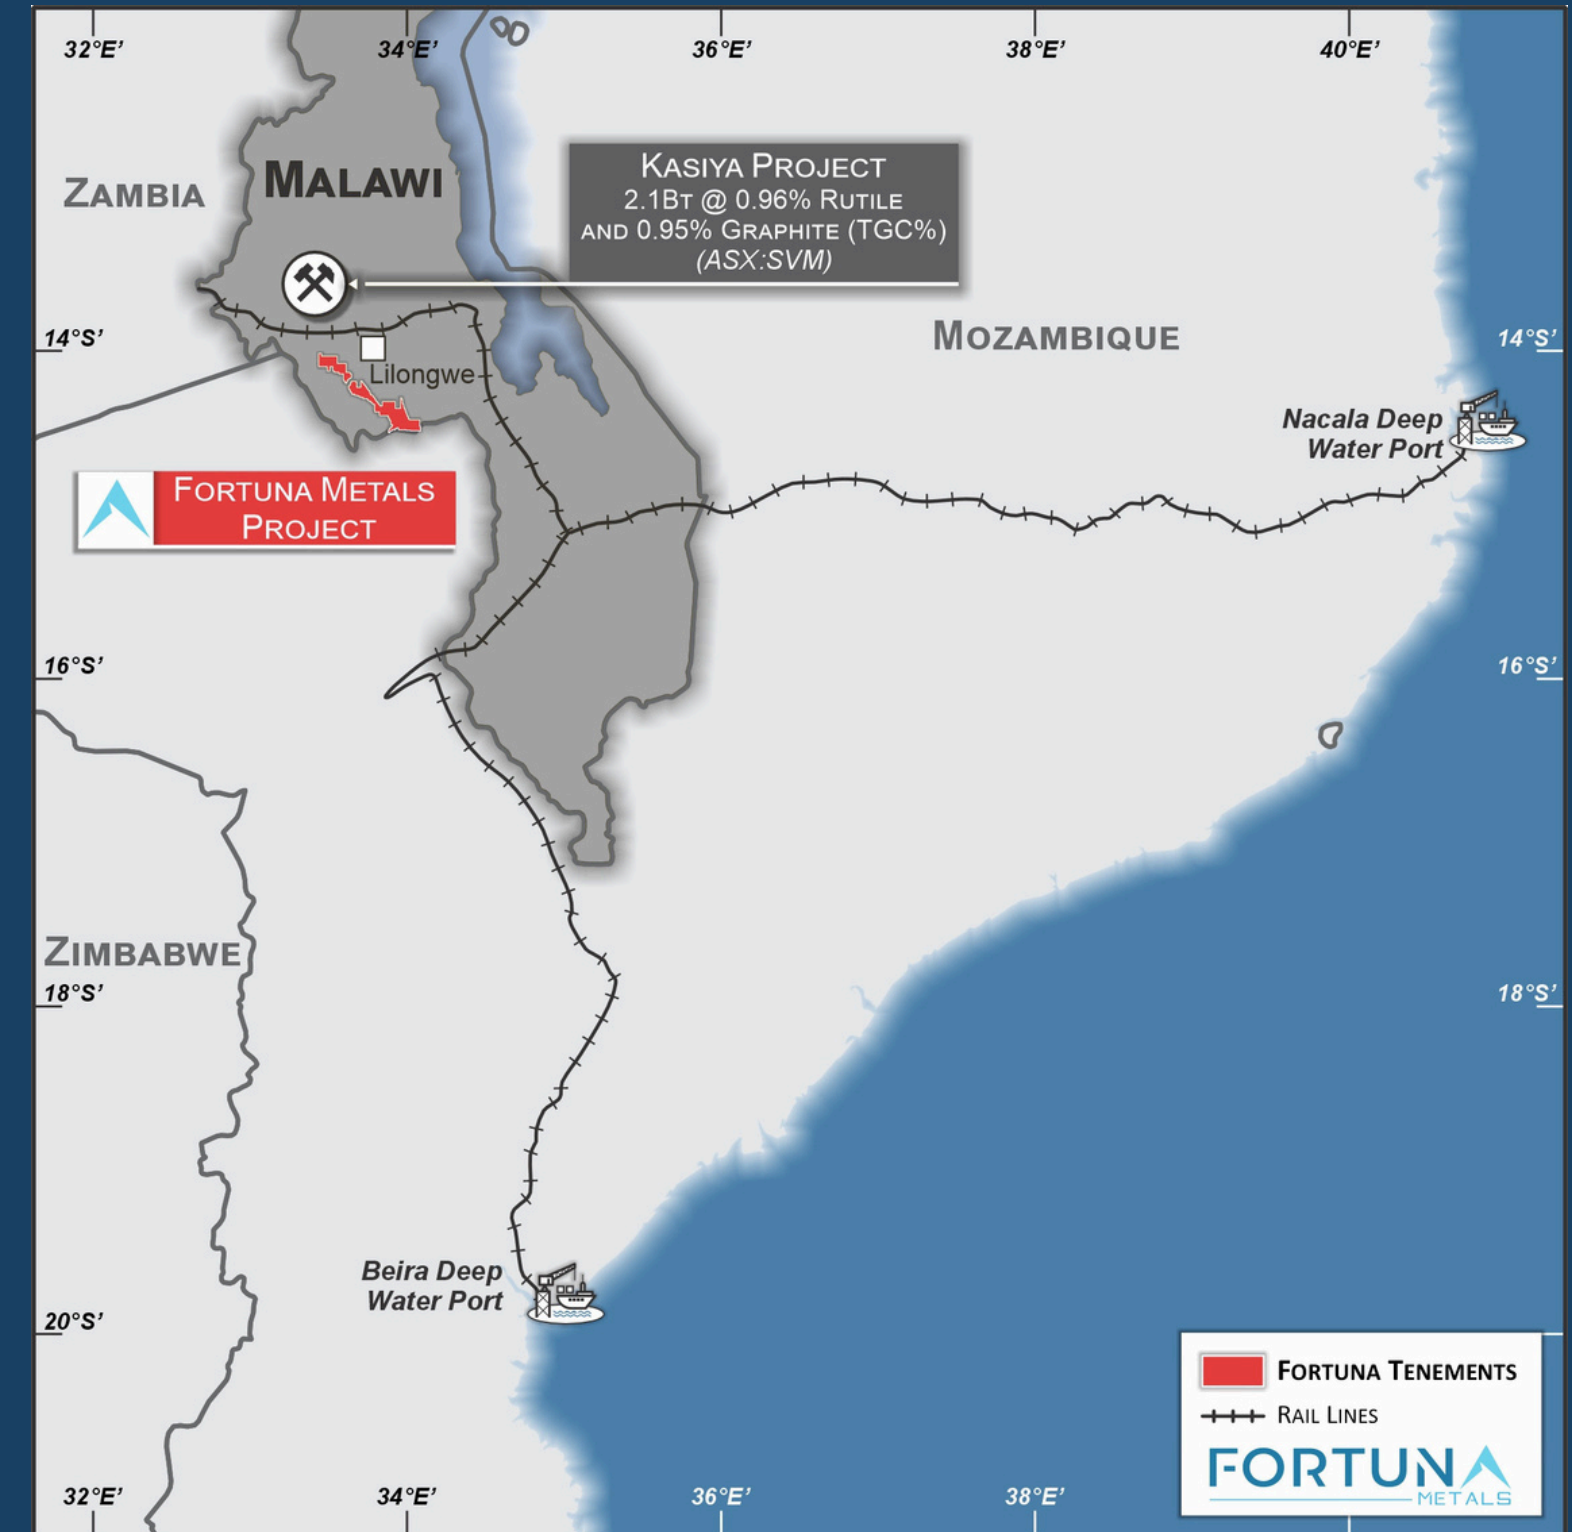 32°E’
34°E’
36°E’
38°E’
40°E’
ZAMBIA
MALAWI
KASIYA PROJECT
2.1BT @ 0.96% RUTILE
AND 0.95% GRAPHITE (TGC%)
(ASX:SVM)
MOZAMBIQUE
14°S’
14°S’
Lilongwe
Nacala Deep
Water Port
FORTUNA METALS
PROJECT
16°S’
16°S’
ZIMBABWE
18°S’
18°S’
Beira Deep
Water Port
20°S’
FORTUNA TENEMENTS
RAIL LINES
FORTUNA
METALS
32°E’
34°E’
36°E’
38°E’